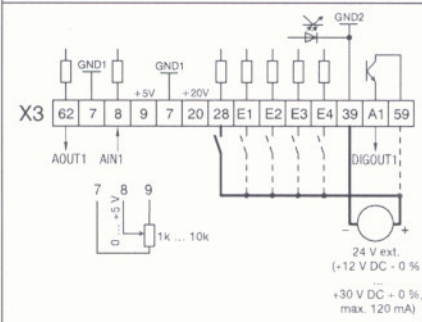 GND2
GND1
GND1
+5V
+20V
X3 62 7 8 9 7 20 28 E1 E2 E3 E4 39 A1 59
AOUT1 AIN1 DIGOUT1
7 8 9
0 ... +5 V
1k ... 10k
- +
24 V ext.
(+12 V DC - 0 %
...
+30 V DC + 0 %,
max. 120 mA)